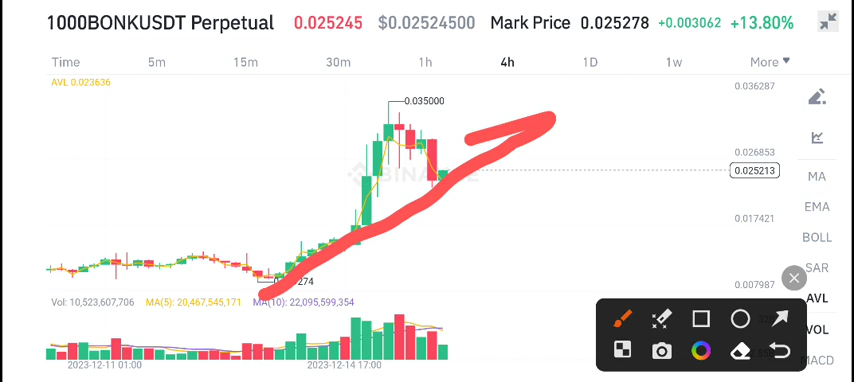 1000BONKUSDT Perpetual 0.025245 $0.02524500 Mark Price 0.025278 +0.003062 +13.80%
Time 5m 15m 30m 1h 4h 1D 1w More
AVL 0.023636
0.036287
0.035000
0.026853
0.025213
MA
EMA
0.017421
BOLL
SAR
0.007987
AVL
Vol: 10,523,607,706 MA(5): 20,467,545,171 MA(10): 22,095,599,354
VOL
MACD
2023-12-11 01:00 2023-12-14 17:00